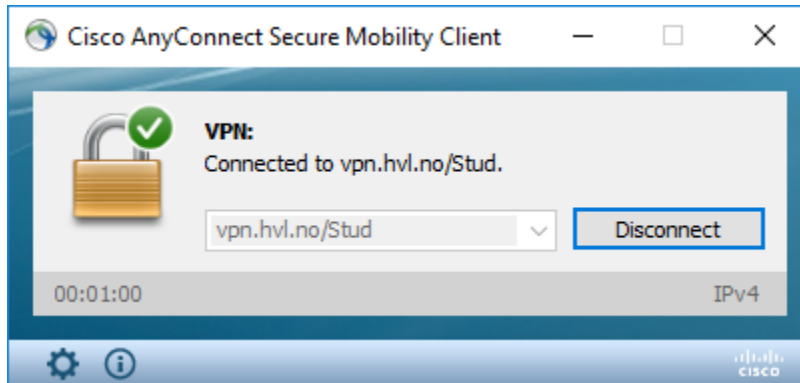 Cisco AnyConnect Secure Mobility Client
VPN:
Connected to vpn.hvl.no/Stud.
vpn.hvl.no/Stud
Disconnect
00:01:00
IPv4
CISCO